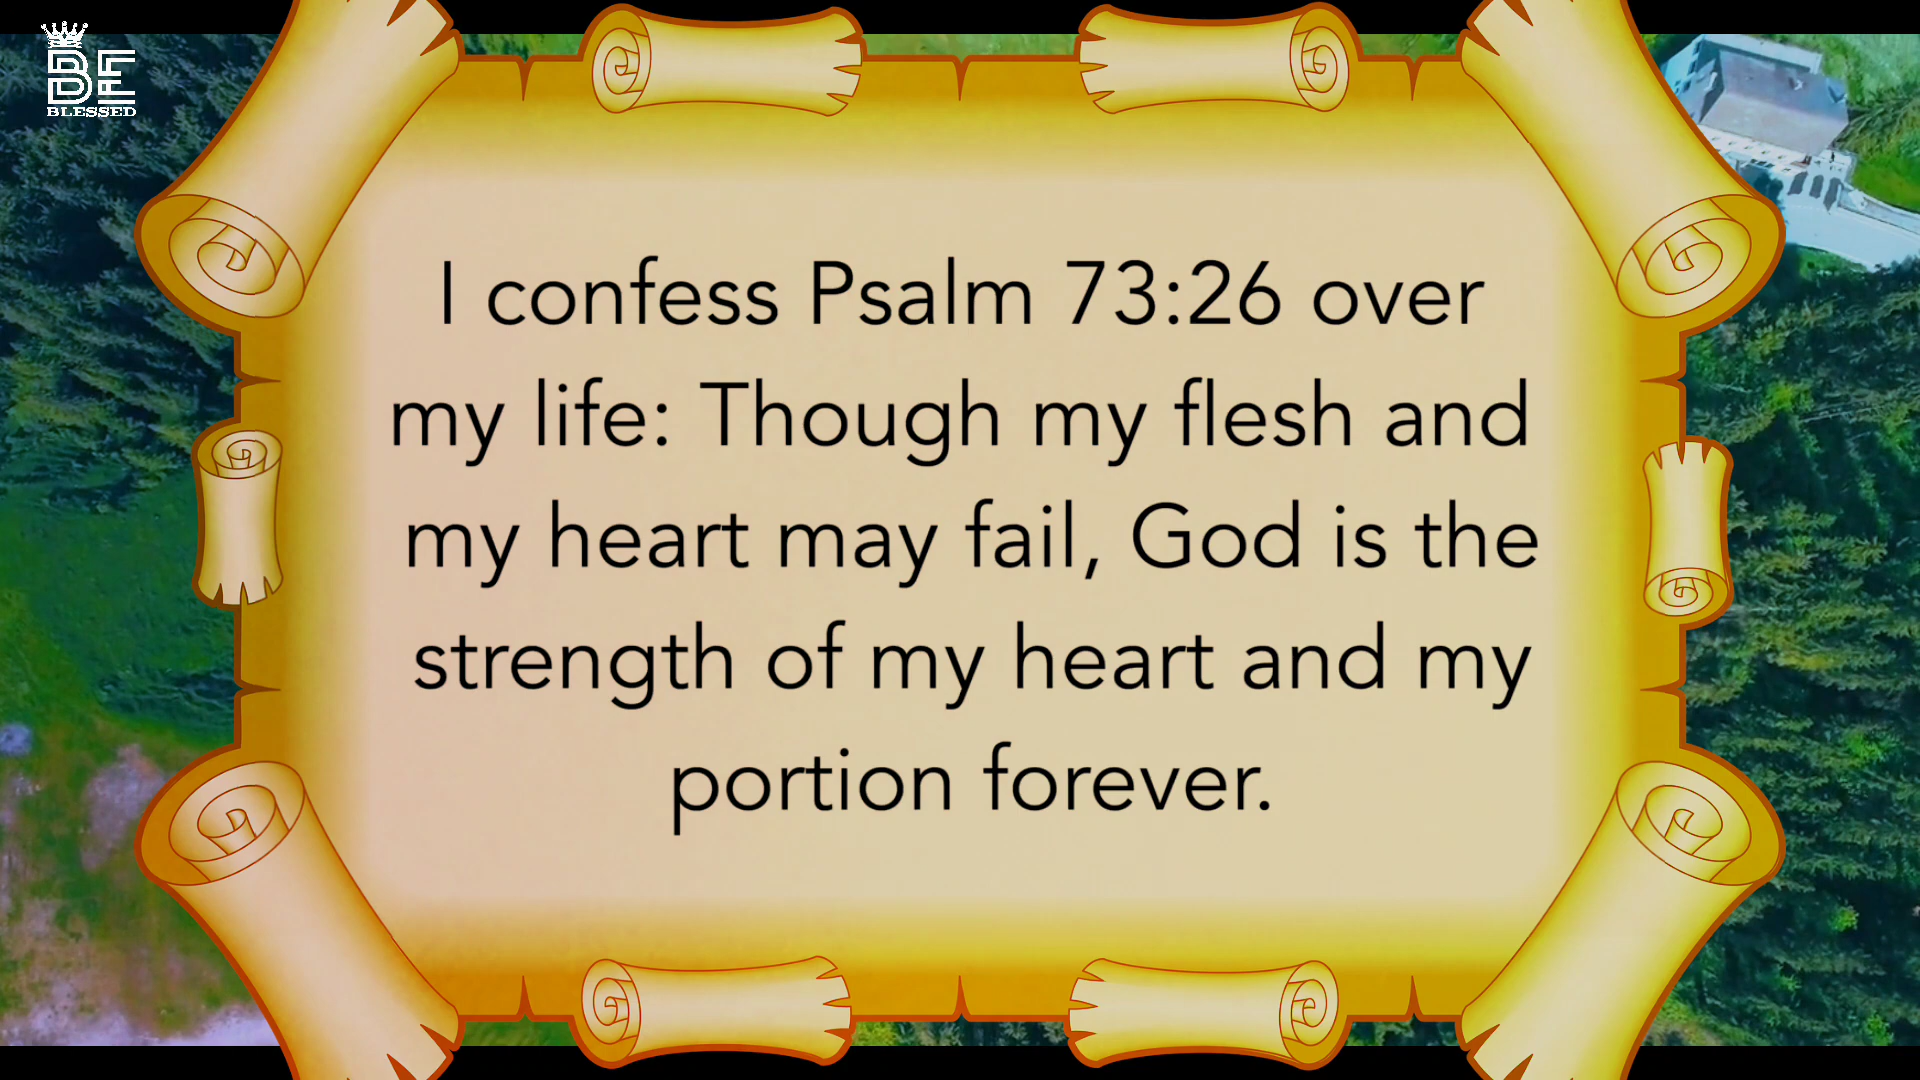 BE
BLESSED
I confess Psalm 73:26 over
my life: Though my flesh and
my heart may fail, God is the
strength of my heart and my
portion forever.